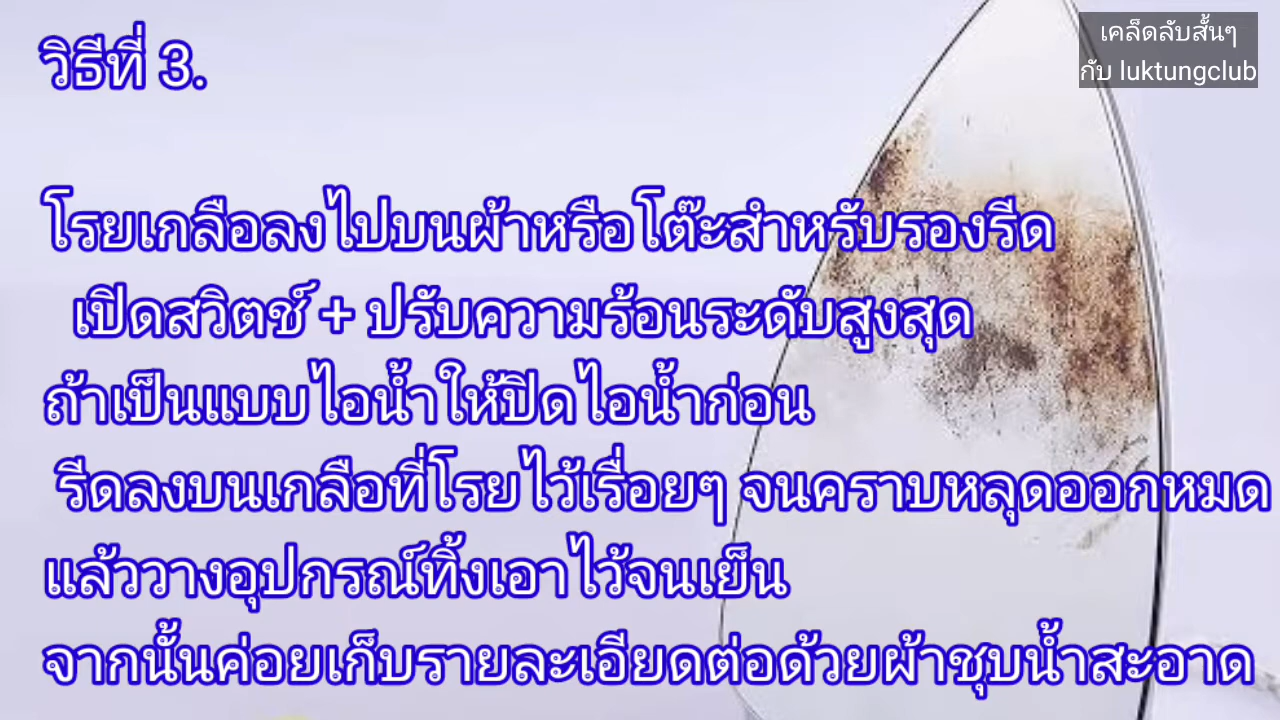 เคล็ดลับสั้นๆ
กับ luktungclub
วิธีที่ 3.
โรยเกลือลงไปบนผ้าหรือโต๊ะสำหรับรองรีด
เปิดสวิตช์ + ปรับความร้อนระดับสูงสุด
ถ้าเป็นแบบไอน้ำให้ปิดไอน้ำก่อน
รีดลงบนเกลือที่โรยไว้เรื่อยๆ จนคราบหลุดออกหมด
แล้ววางอุปกรณ์ทิ้งเอาไว้จนเย็น
จากนั้นค่อยเก็บรายละเอียดต่อด้วยผ้าชุบน้ำสะอาด